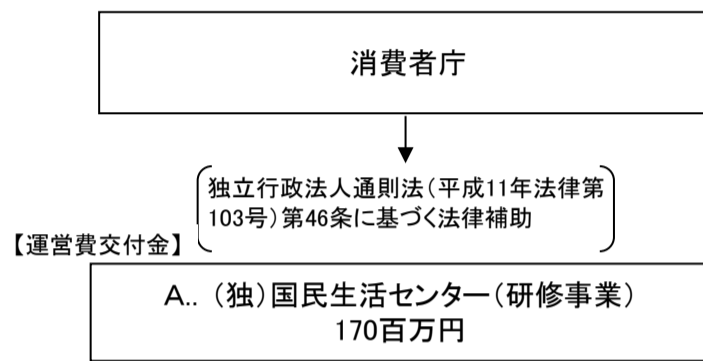 消費者庁
独立行政法人通則法(平成11年法律第
103号)第46条に基づく法律補助
【運営費交付金】
A.. (独)国民生活センター(研修事業)
170百万円